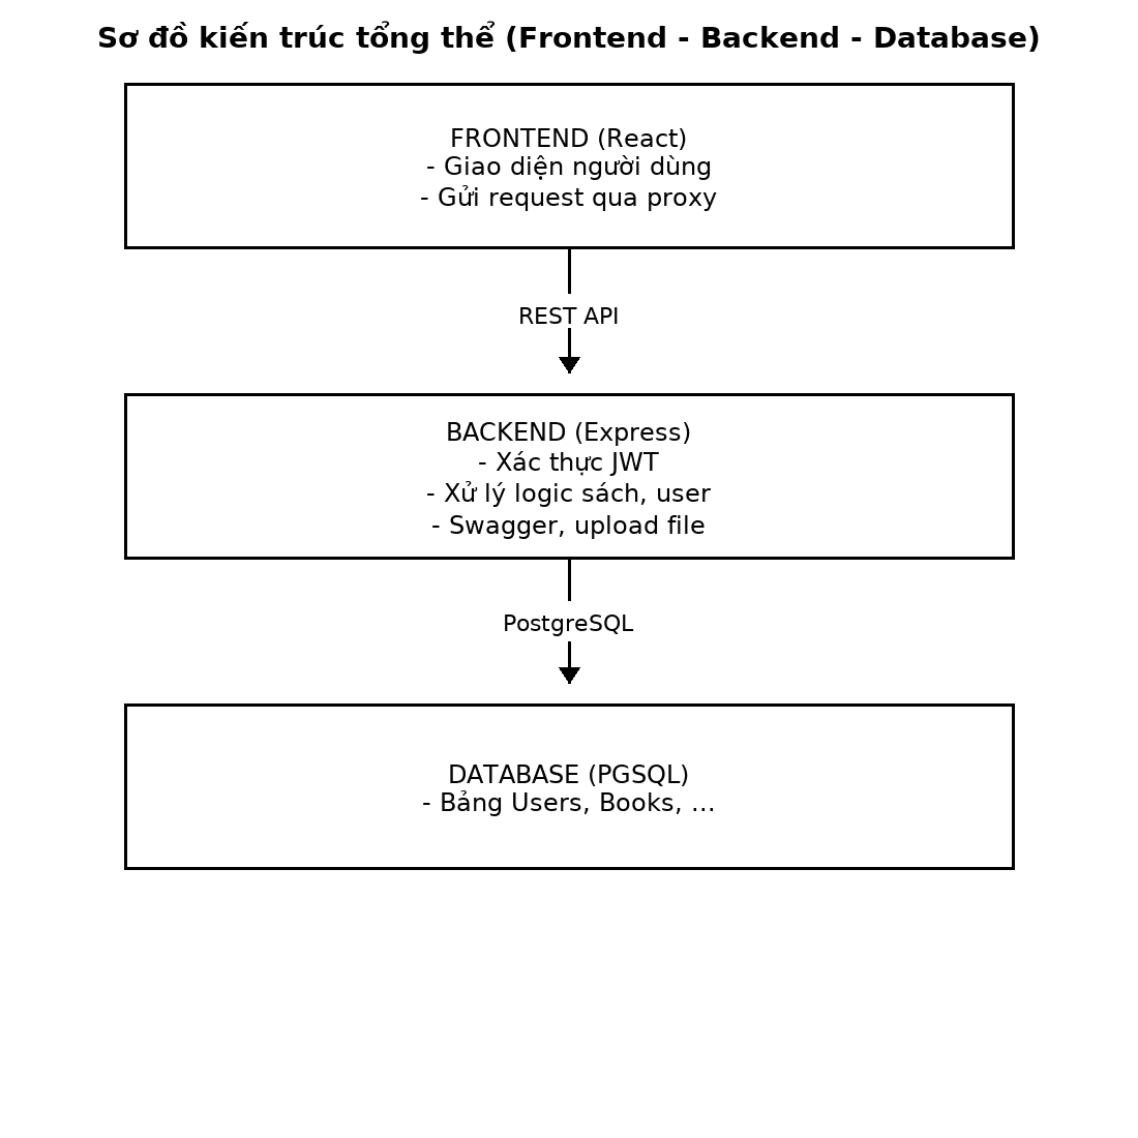 Sơ đồ kiến trúc tổng thể (Frontend - Backend - Database)
FRONTEND (React)
- Giao diện người dùng
- Gửi request qua proxy
REST API
BACKEND (Express)
- Xác thực JWT
- Xử lý logic sách, user
- Swagger, upload file
PostgreSQL
DATABASE (PGSQL)
- Bảng Users, Books, ...